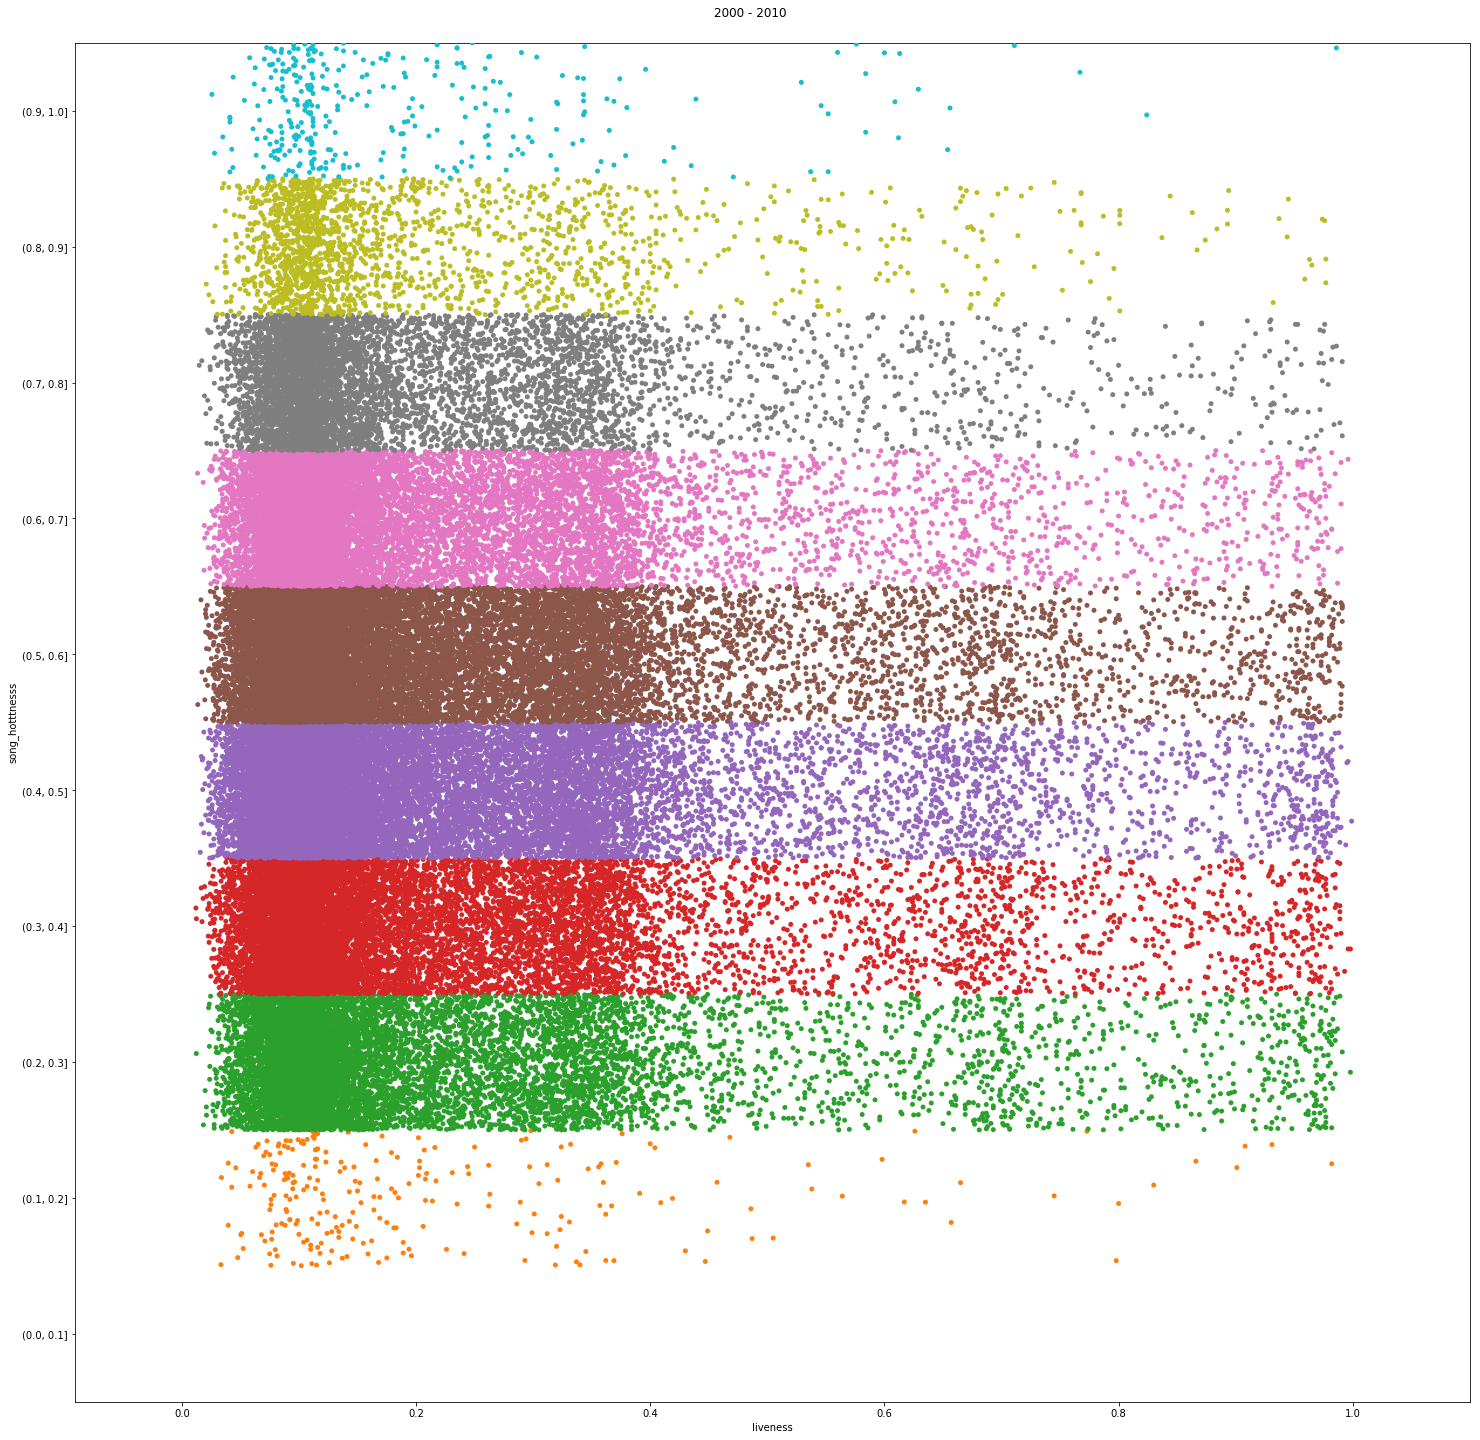 2000 - 2010
(0.9, 1.0]
(0.8, 0.9]
(0.7, 0.8]
(0.6, 0.7]
(0.5, 0.6]
(0.4, 0.5]
(0.3, 0.4]
(0.2, 0.3]
(0.1, 0.2]
(0.0, 0.1]
song_hotttnesss
0.0 0.2 0.4 0.6 0.8 1.0
liveness